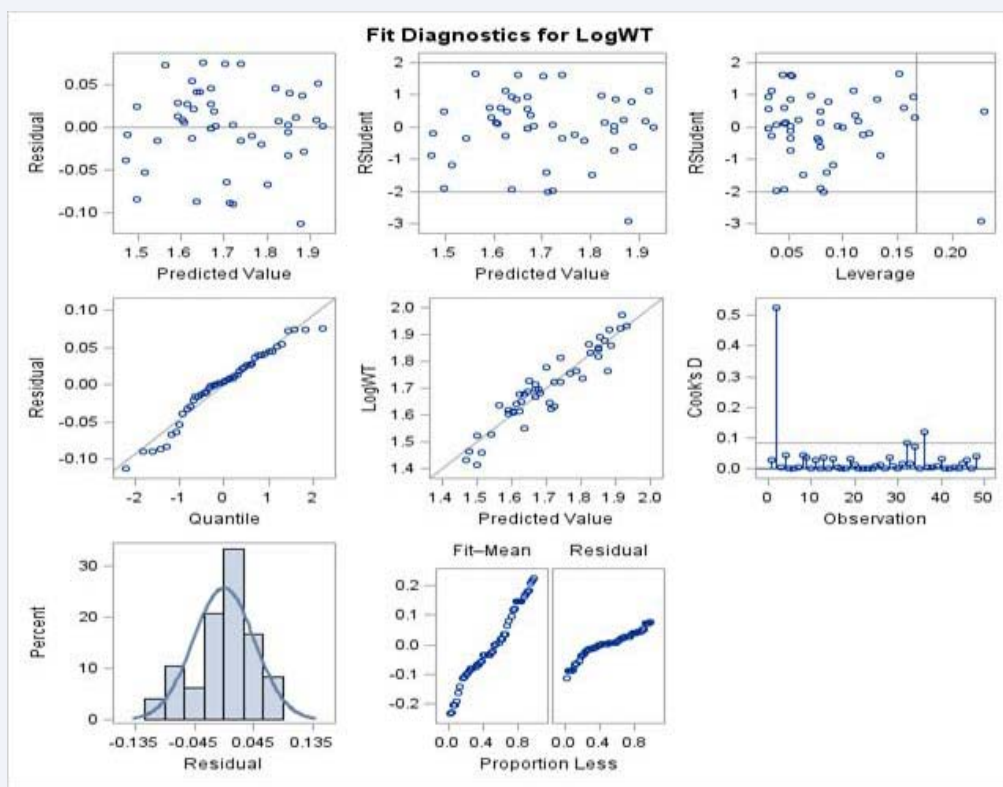 Fit Diagnostics for LogWT
Residual
0.05
0.00
-0.05
-0.10
1.5 1.6 1.7 1.8 1.9
Predicted Value
RStudent
2
1
0
-1
-2
-3
1.5 1.6 1.7 1.8 1.9
Predicted Value
RStudent
2
1
0
-1
-2
-3
0.05 0.10 0.15 0.20
Leverage
Residual
0.10
0.05
0.00
-0.05
-0.10
-2 -1 0 1 2
Quantile
LogWT
2.0
1.9
1.8
1.7
1.6
1.5
1.4
1.4 1.5 1.6 1.7 1.8 1.9 2.0
Predicted Value
Cook's D
0.5
0.4
0.3
0.2
0.1
0.0
0 10 20 30 40 50
Observation
Percent
30
20
10
0
-0.135 -0.045 0.045 0.135
Residual
Fit–Mean Residual
0.2
0.1
0.0
-0.1
-0.2
0.0 0.4 0.8 0.0 0.4 0.8
Proportion Less